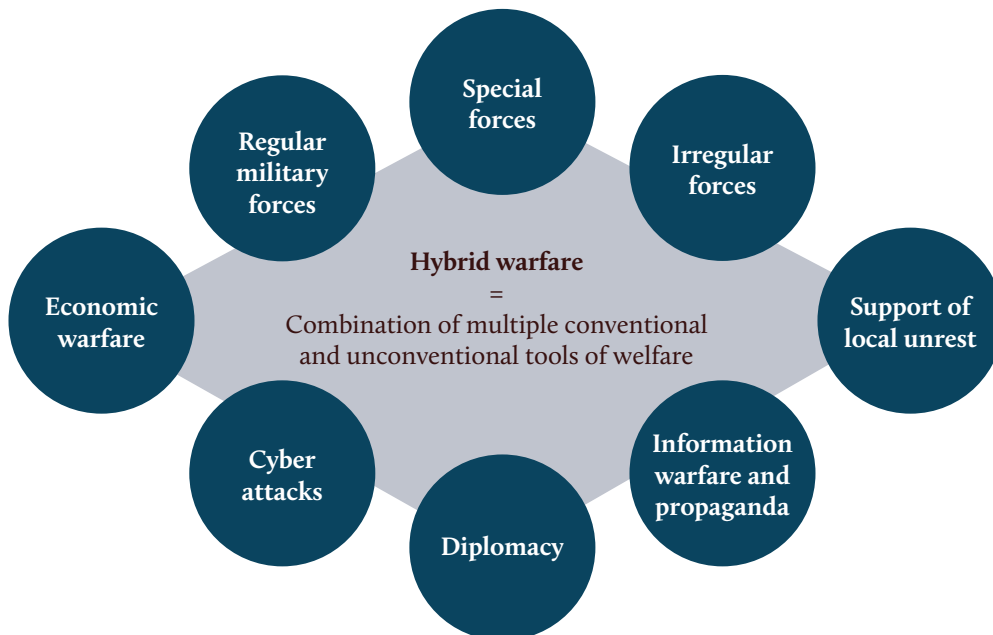 Special
forces
Regular
military
forces
Irregular
forces
Economic
warfare
Hybrid warfare
=
Combination of multiple conventional
and unconventional tools of welfare
Support of
local unrest
Cyber
attacks
Information
warfare and
propaganda
Diplomacy